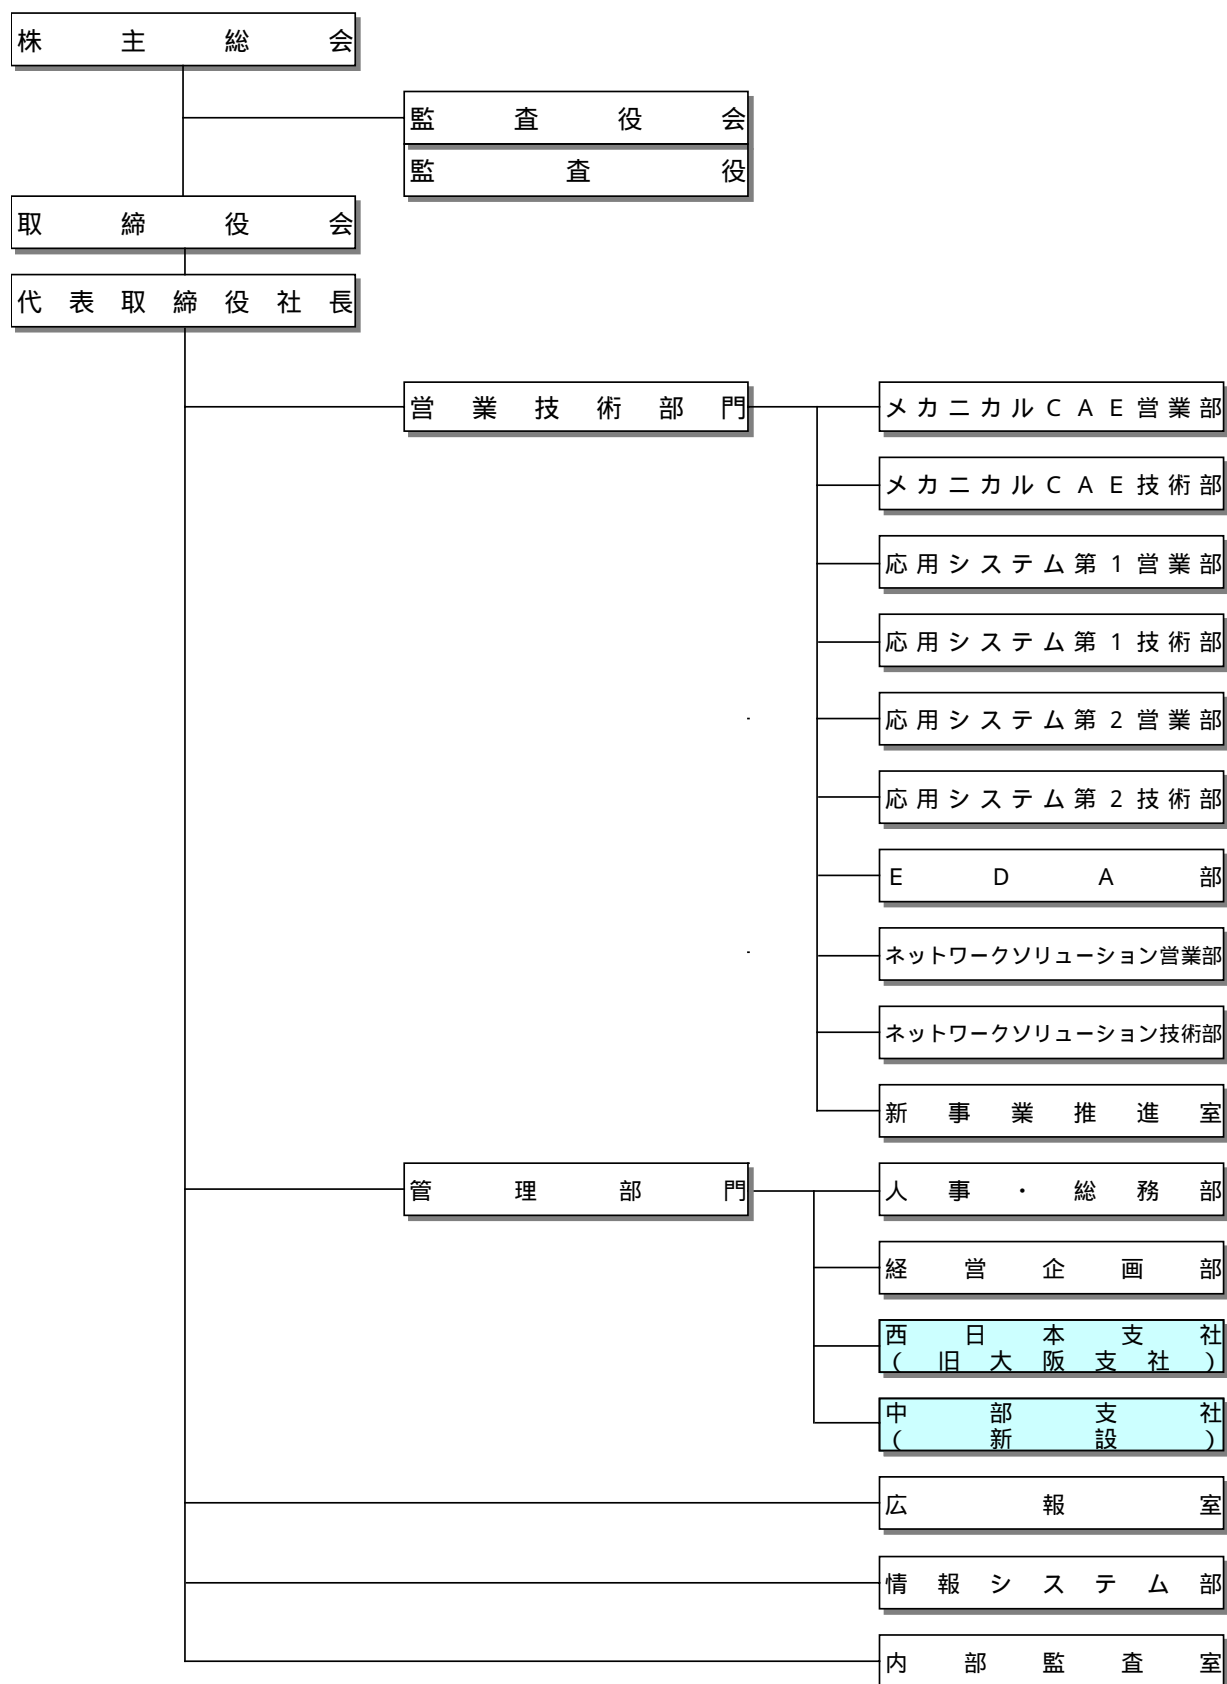 株主総会
監査役会
監査役
取締役会
代表取締役社長
営業技術部門
メカニカルCAE営業部
メカニカルCAE技術部
応用システム第1営業部
応用システム第1技術部
応用システム第2営業部
応用システム第2技術部
EDA部
ネットワークソリューション営業部
ネットワークソリューション技術部
新事業推進室
管理部門
人事・総務部
経営企画部
西日本支社
(旧大阪支社)
中部支社
(新設)
広報室
情報システム部
内部監査室